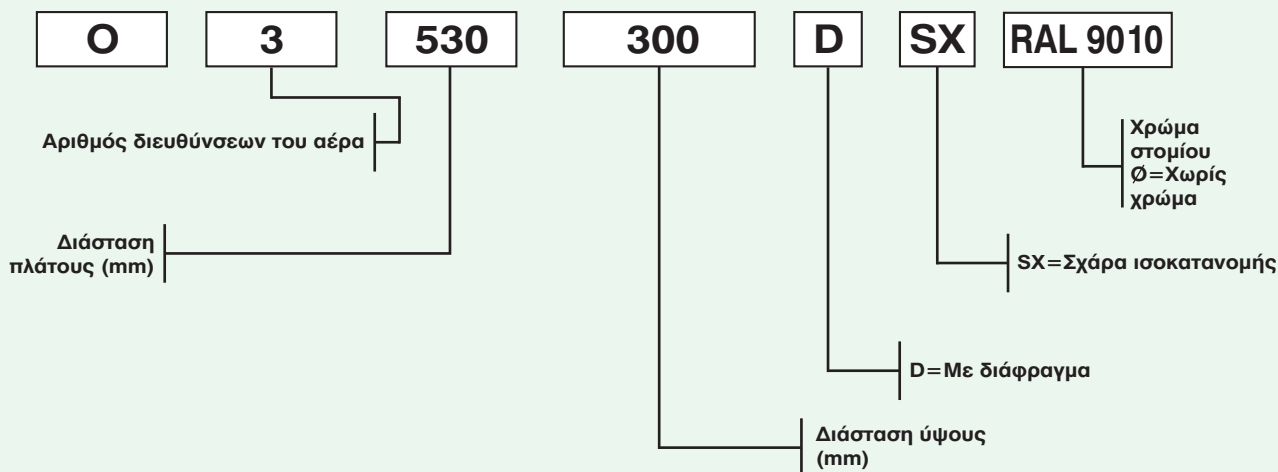 O 3 530 300 D SX RAL 9010
Αριθμός διευθύνσεων του αέρα
Χρώμα
στομίου
Ø=Χωρίς
χρώμα
Διάσταση
πλάτους (mm)
SX=Σχάρα ισοκατανομής
D=Με διάφραγμα
Διάσταση ύψους
(mm)